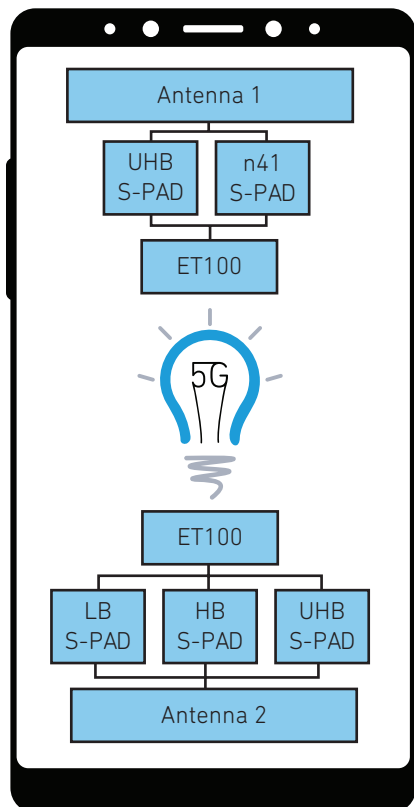 Antenna 1
UHB
S-PAD
n41
S-PAD
ET100
5G
ET100
LB
S-PAD
HB
S-PAD
UHB
S-PAD
Antenna 2